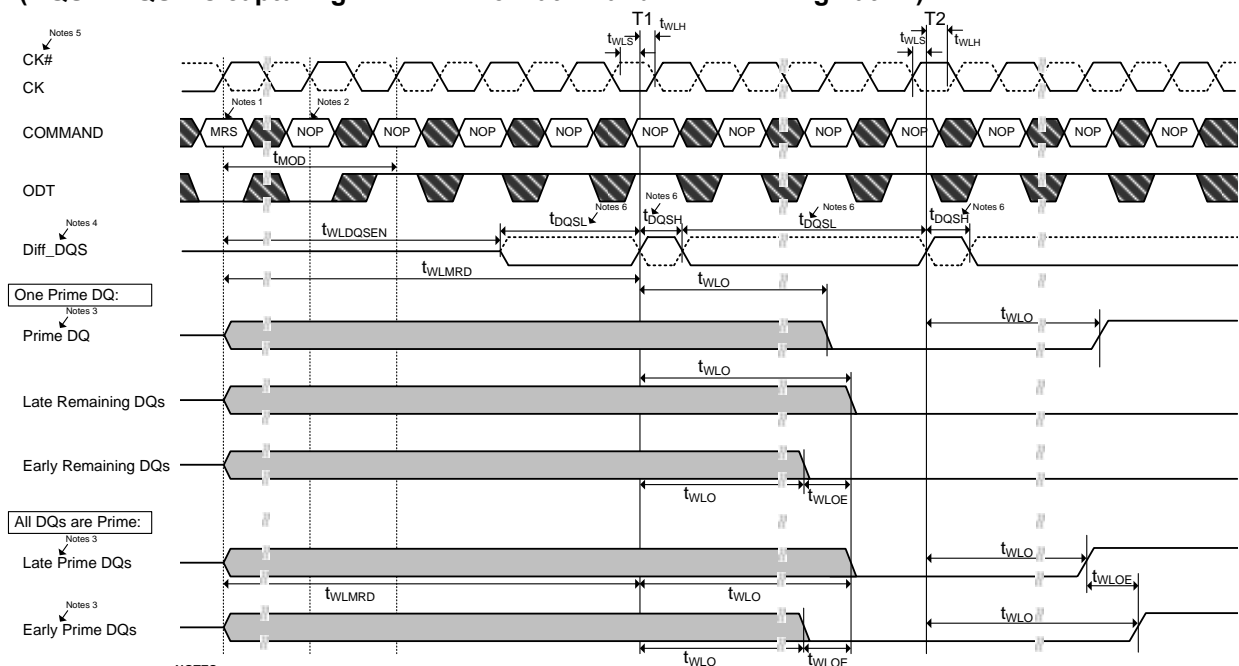 T1 T2
tWLS tWLH tWLS tWLH
Notes 5
CK#
CK
Notes 1 Notes 2
COMMAND MRS NOP NOP NOP NOP NOP NOP NOP NOP NOP NOP NOP
tMOD
ODT
Notes 6 Notes 6 Notes 6 Notes 6
tDQSL tDQSH tDQSL tDQSH
Notes 4
tWLDQSEN
Diff_DQS
tWLMRD
tWLO
One Prime DQ:
Notes 3
Prime DQ
tWLO
tWLO
Late Remaining DQs
Early Remaining DQs
tWLO tWLOE
All DQs are Prime:
Notes 3
Late Prime DQs
tWLO
tWLMRD tWLO tWLOE
Notes 3
Early Prime DQs
tWLO
tWLO tWLOE